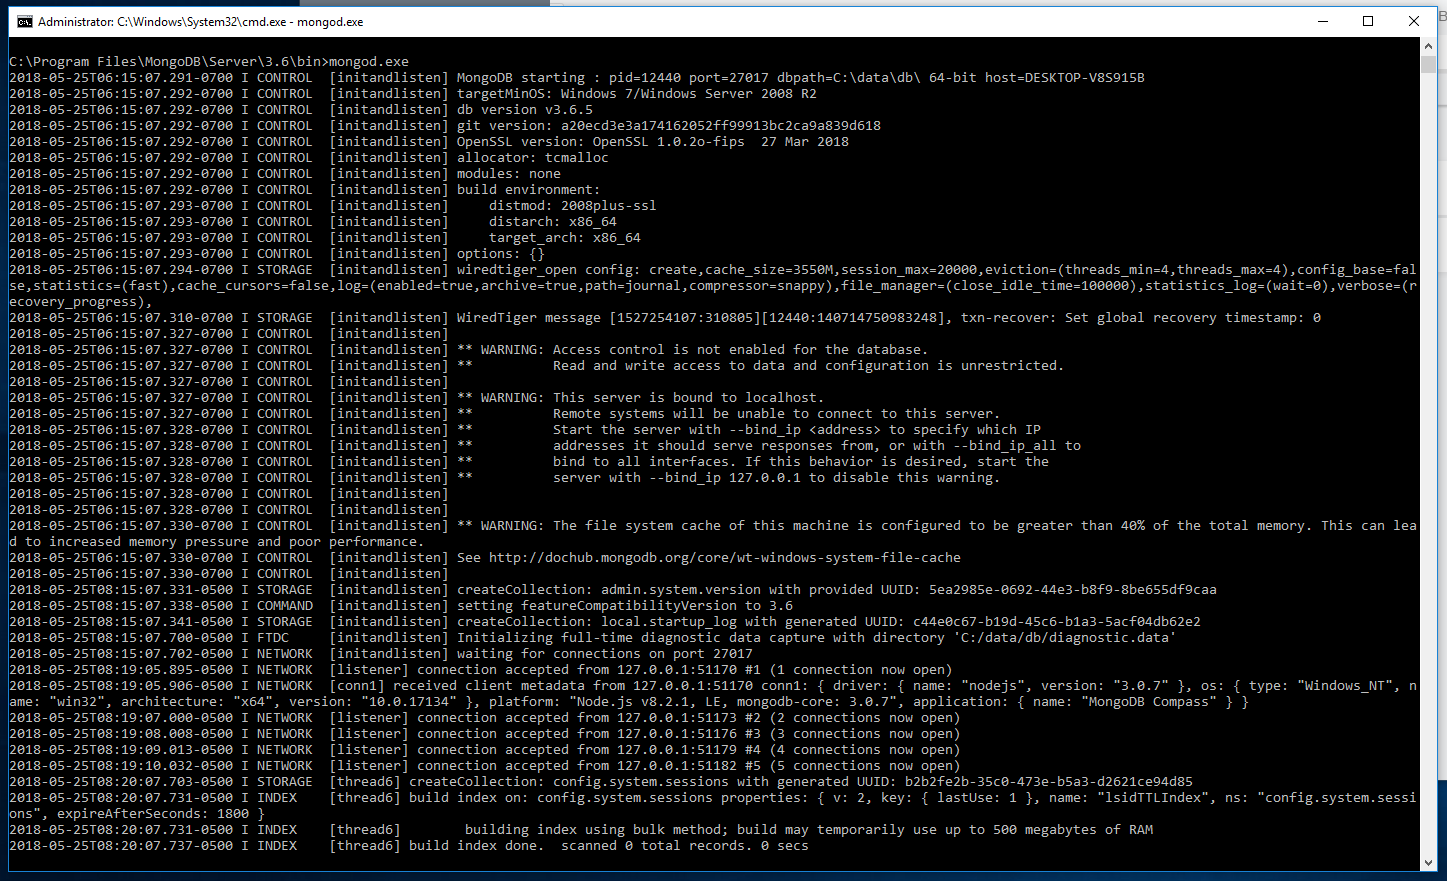 Administrator: C:\Windows\System32\cmd.exe - mongod.exe
C:\Program Files\MongoDB\Server\3.6\bin>mongod.exe
2018-05-25T06:15:07.291-0700 I CONTROL  [initandlisten] MongoDB starting : pid=12440 port=27017 dbpath=C:\data\db\ 64-bit host=DESKTOP-V8S915B
2018-05-25T06:15:07.292-0700 I CONTROL  [initandlisten] targetMinOS: Windows 7/Windows Server 2008 R2
2018-05-25T06:15:07.292-0700 I CONTROL  [initandlisten] db version v3.6.5
2018-05-25T06:15:07.292-0700 I CONTROL  [initandlisten] git version: a20ecd3e3a174162052ff99913bc2ca9a839d618
2018-05-25T06:15:07.292-0700 I CONTROL  [initandlisten] OpenSSL version: OpenSSL 1.0.2o-fips  27 Mar 2018
2018-05-25T06:15:07.292-0700 I CONTROL  [initandlisten] allocator: tcmalloc
2018-05-25T06:15:07.292-0700 I CONTROL  [initandlisten] modules: none
2018-05-25T06:15:07.292-0700 I CONTROL  [initandlisten] build environment:
2018-05-25T06:15:07.293-0700 I CONTROL  [initandlisten]     distmod: 2008plus-ssl
2018-05-25T06:15:07.293-0700 I CONTROL  [initandlisten]     distarch: x86_64
2018-05-25T06:15:07.293-0700 I CONTROL  [initandlisten]     target_arch: x86_64
2018-05-25T06:15:07.293-0700 I CONTROL  [initandlisten] options: {}
2018-05-25T06:15:07.294-0700 I STORAGE  [initandlisten] wiredtiger_open config: create,cache_size=3550M,session_max=20000,eviction=(threads_min=4,threads_max=4),config_base=fal
se,statistics=(fast),cache_cursors=false,log=(enabled=true,archive=true,path=journal,compressor=snappy),file_manager=(close_idle_time=100000),statistics_log=(wait=0),verbose=(r
ecovery_progress),
2018-05-25T06:15:07.310-0700 I STORAGE  [initandlisten] WiredTiger message [1527254107:310805][12440:140714750983248], txn-recover: Set global recovery timestamp: 0
2018-05-25T06:15:07.327-0700 I CONTROL  [initandlisten]
2018-05-25T06:15:07.327-0700 I CONTROL  [initandlisten] ** WARNING: Access control is not enabled for the database.
2018-05-25T06:15:07.327-0700 I CONTROL  [initandlisten] **          Read and write access to data and configuration is unrestricted.
2018-05-25T06:15:07.327-0700 I CONTROL  [initandlisten]
2018-05-25T06:15:07.327-0700 I CONTROL  [initandlisten] ** WARNING: This server is bound to localhost.
2018-05-25T06:15:07.327-0700 I CONTROL  [initandlisten] **          Remote systems will be unable to connect to this server.
2018-05-25T06:15:07.328-0700 I CONTROL  [initandlisten] **          Start the server with --bind_ip <address> to specify which IP
2018-05-25T06:15:07.328-0700 I CONTROL  [initandlisten] **          addresses it should serve responses from, or with --bind_ip_all to
2018-05-25T06:15:07.328-0700 I CONTROL  [initandlisten] **          bind to all interfaces. If this behavior is desired, start the
2018-05-25T06:15:07.328-0700 I CONTROL  [initandlisten] **          server with --bind_ip 127.0.0.1 to disable this warning.
2018-05-25T06:15:07.328-0700 I CONTROL  [initandlisten]
2018-05-25T06:15:07.328-0700 I CONTROL  [initandlisten]
2018-05-25T06:15:07.330-0700 I CONTROL  [initandlisten] ** WARNING: The file system cache of this machine is configured to be greater than 40% of the total memory. This can lea
d to increased memory pressure and poor performance.
2018-05-25T06:15:07.330-0700 I CONTROL  [initandlisten] See http://dochub.mongodb.org/core/wt-windows-system-file-cache
2018-05-25T06:15:07.330-0700 I CONTROL  [initandlisten]
2018-05-25T08:15:07.331-0500 I STORAGE  [initandlisten] createCollection: admin.system.version with provided UUID: 5ea2985e-0692-44e3-b8f9-8be655df9caa
2018-05-25T08:15:07.338-0500 I COMMAND  [initandlisten] setting featureCompatibilityVersion to 3.6
2018-05-25T08:15:07.341-0500 I STORAGE  [initandlisten] createCollection: local.startup_log with generated UUID: c44e0c67-b19d-45c6-b1a3-5acf04db62e2
2018-05-25T08:15:07.700-0500 I FTDC     [initandlisten] Initializing full-time diagnostic data capture with directory 'C:/data/db/diagnostic.data'
2018-05-25T08:15:07.702-0500 I NETWORK  [initandlisten] waiting for connections on port 27017
2018-05-25T08:19:05.895-0500 I NETWORK  [listener] connection accepted from 127.0.0.1:51170 #1 (1 connection now open)
2018-05-25T08:19:05.906-0500 I NETWORK  [conn1] received client metadata from 127.0.0.1:51170 conn1: { driver: { name: "nodejs", version: "3.0.7" }, os: { type: "Windows_NT", n
ame: "win32", architecture: "x64", version: "10.0.17134" }, platform: "Node.js v8.2.1, LE, mongodb-core: 3.0.7", application: { name: "MongoDB Compass" } }
2018-05-25T08:19:07.000-0500 I NETWORK  [listener] connection accepted from 127.0.0.1:51173 #2 (2 connections now open)
2018-05-25T08:19:08.008-0500 I NETWORK  [listener] connection accepted from 127.0.0.1:51176 #3 (3 connections now open)
2018-05-25T08:19:09.013-0500 I NETWORK  [listener] connection accepted from 127.0.0.1:51179 #4 (4 connections now open)
2018-05-25T08:19:10.032-0500 I NETWORK  [listener] connection accepted from 127.0.0.1:51182 #5 (5 connections now open)
2018-05-25T08:20:07.703-0500 I STORAGE  [thread6] createCollection: config.system.sessions with generated UUID: b2b2fe2b-35c0-473e-b5a3-d2621ce94d85
2018-05-25T08:20:07.731-0500 I INDEX    [thread6] build index on: config.system.sessions properties: { v: 2, key: { lastUse: 1 }, name: "lsidTTLIndex", ns: "config.system.sessi
ons", expireAfterSeconds: 1800 }
2018-05-25T08:20:07.731-0500 I INDEX    [thread6]        building index using bulk method; build may temporarily use up to 500 megabytes of RAM
2018-05-25T08:20:07.737-0500 I INDEX    [thread6] build index done.  scanned 0 total records. 0 secs